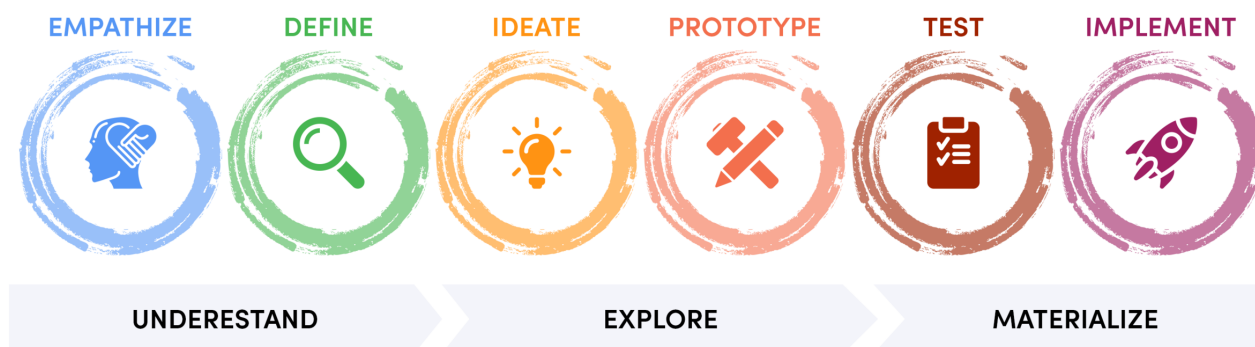 EMPATHIZE DEFINE IDEATE PROTOTYPE TEST IMPLEMENT
UNDERESTAND EXPLORE MATERIALIZE